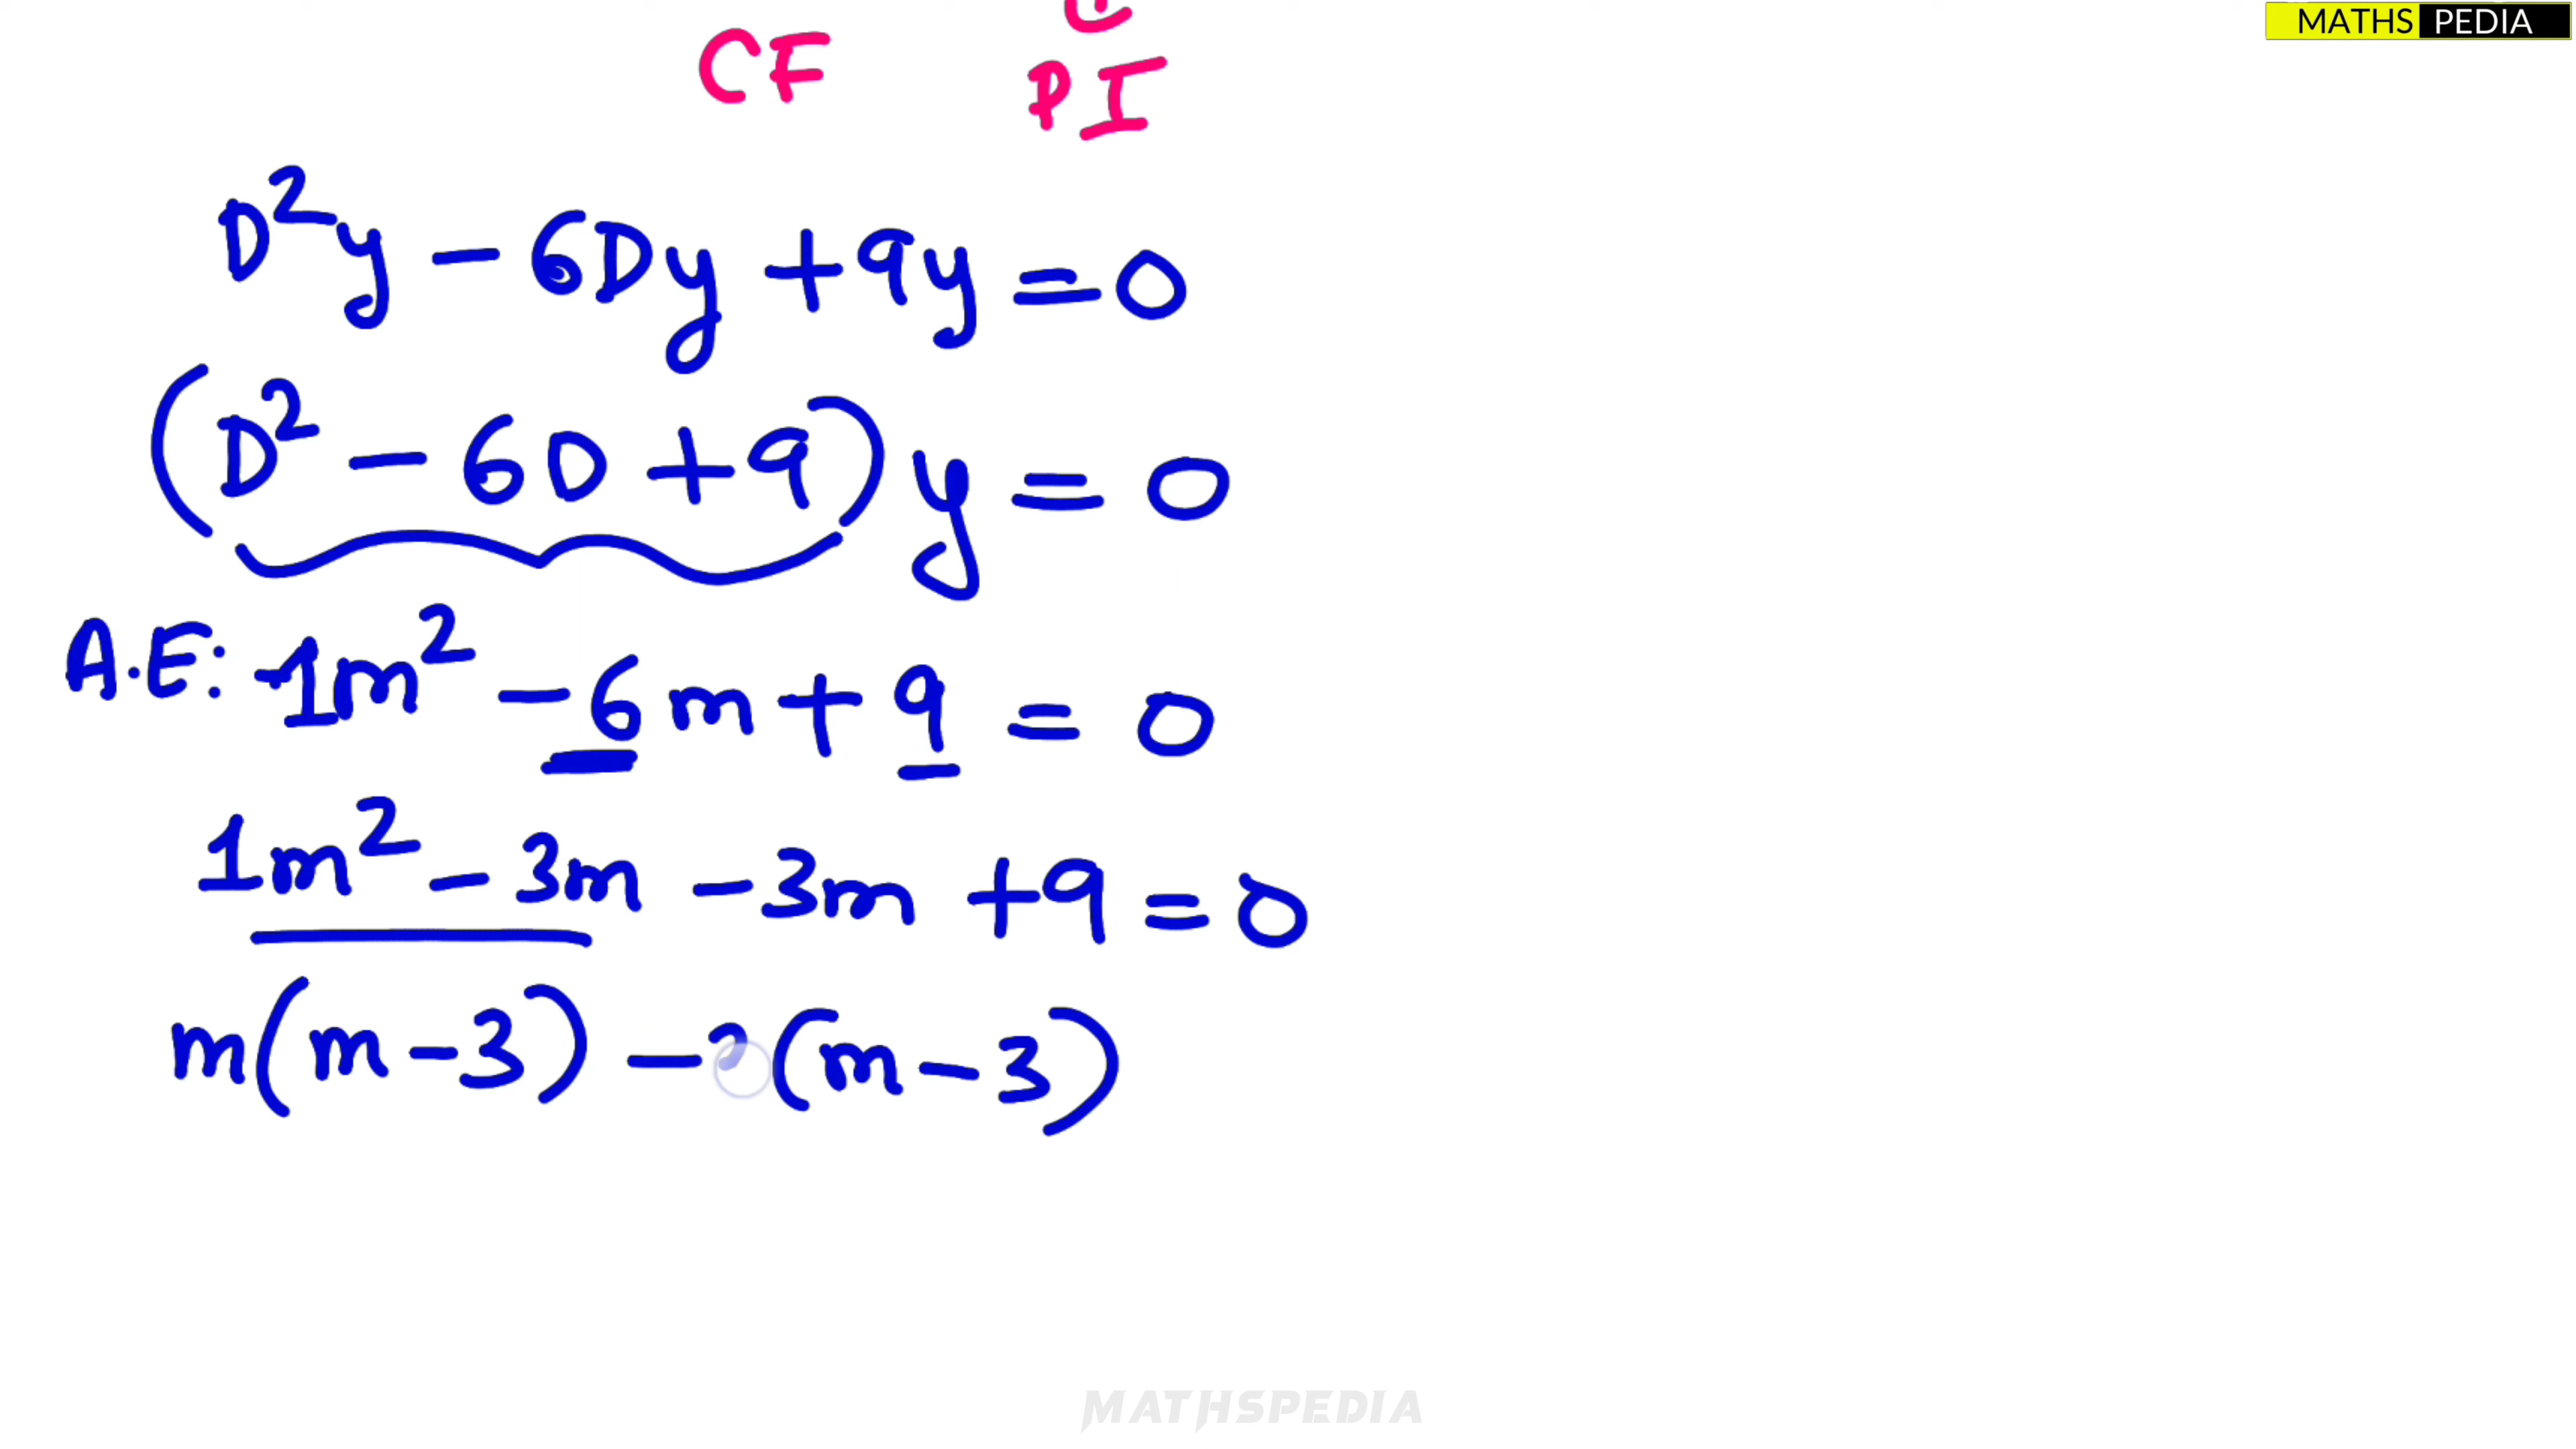 MATHS PEDIA
CF PI
D²y - 6Dy + 9y = 0
(D² - 6D + 9) y = 0
A.E: 1m² - 6m + 9 = 0
1m² - 3m - 3m + 9 = 0
m(m - 3) - (m - 3)
MATHSPEDIA